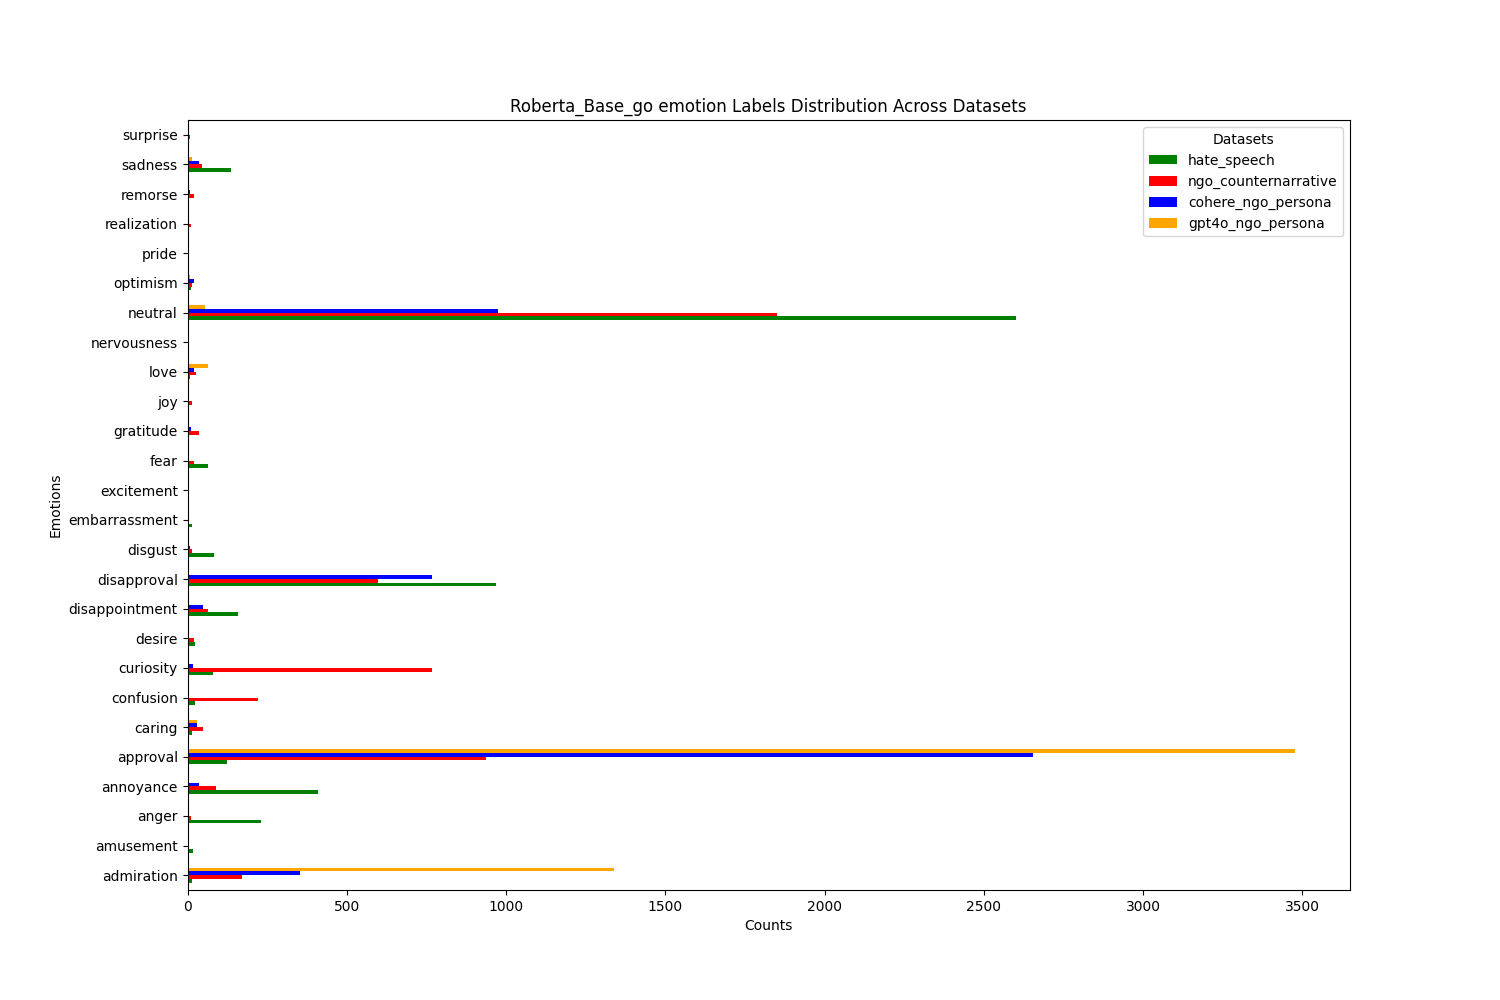 Roberta_Base_go emotion Labels Distribution Across Datasets
Datasets
hate_speech
ngo_counternarrative
cohere_ngo_persona
gpt4o_ngo_persona
Emotions
surprise
sadness
remorse
realization
pride
optimism
neutral
nervousness
love
joy
gratitude
fear
excitement
embarrassment
disgust
disapproval
disappointment
desire
curiosity
confusion
caring
approval
annoyance
anger
amusement
admiration
0 500 1000 1500 2000 2500 3000 3500
Counts